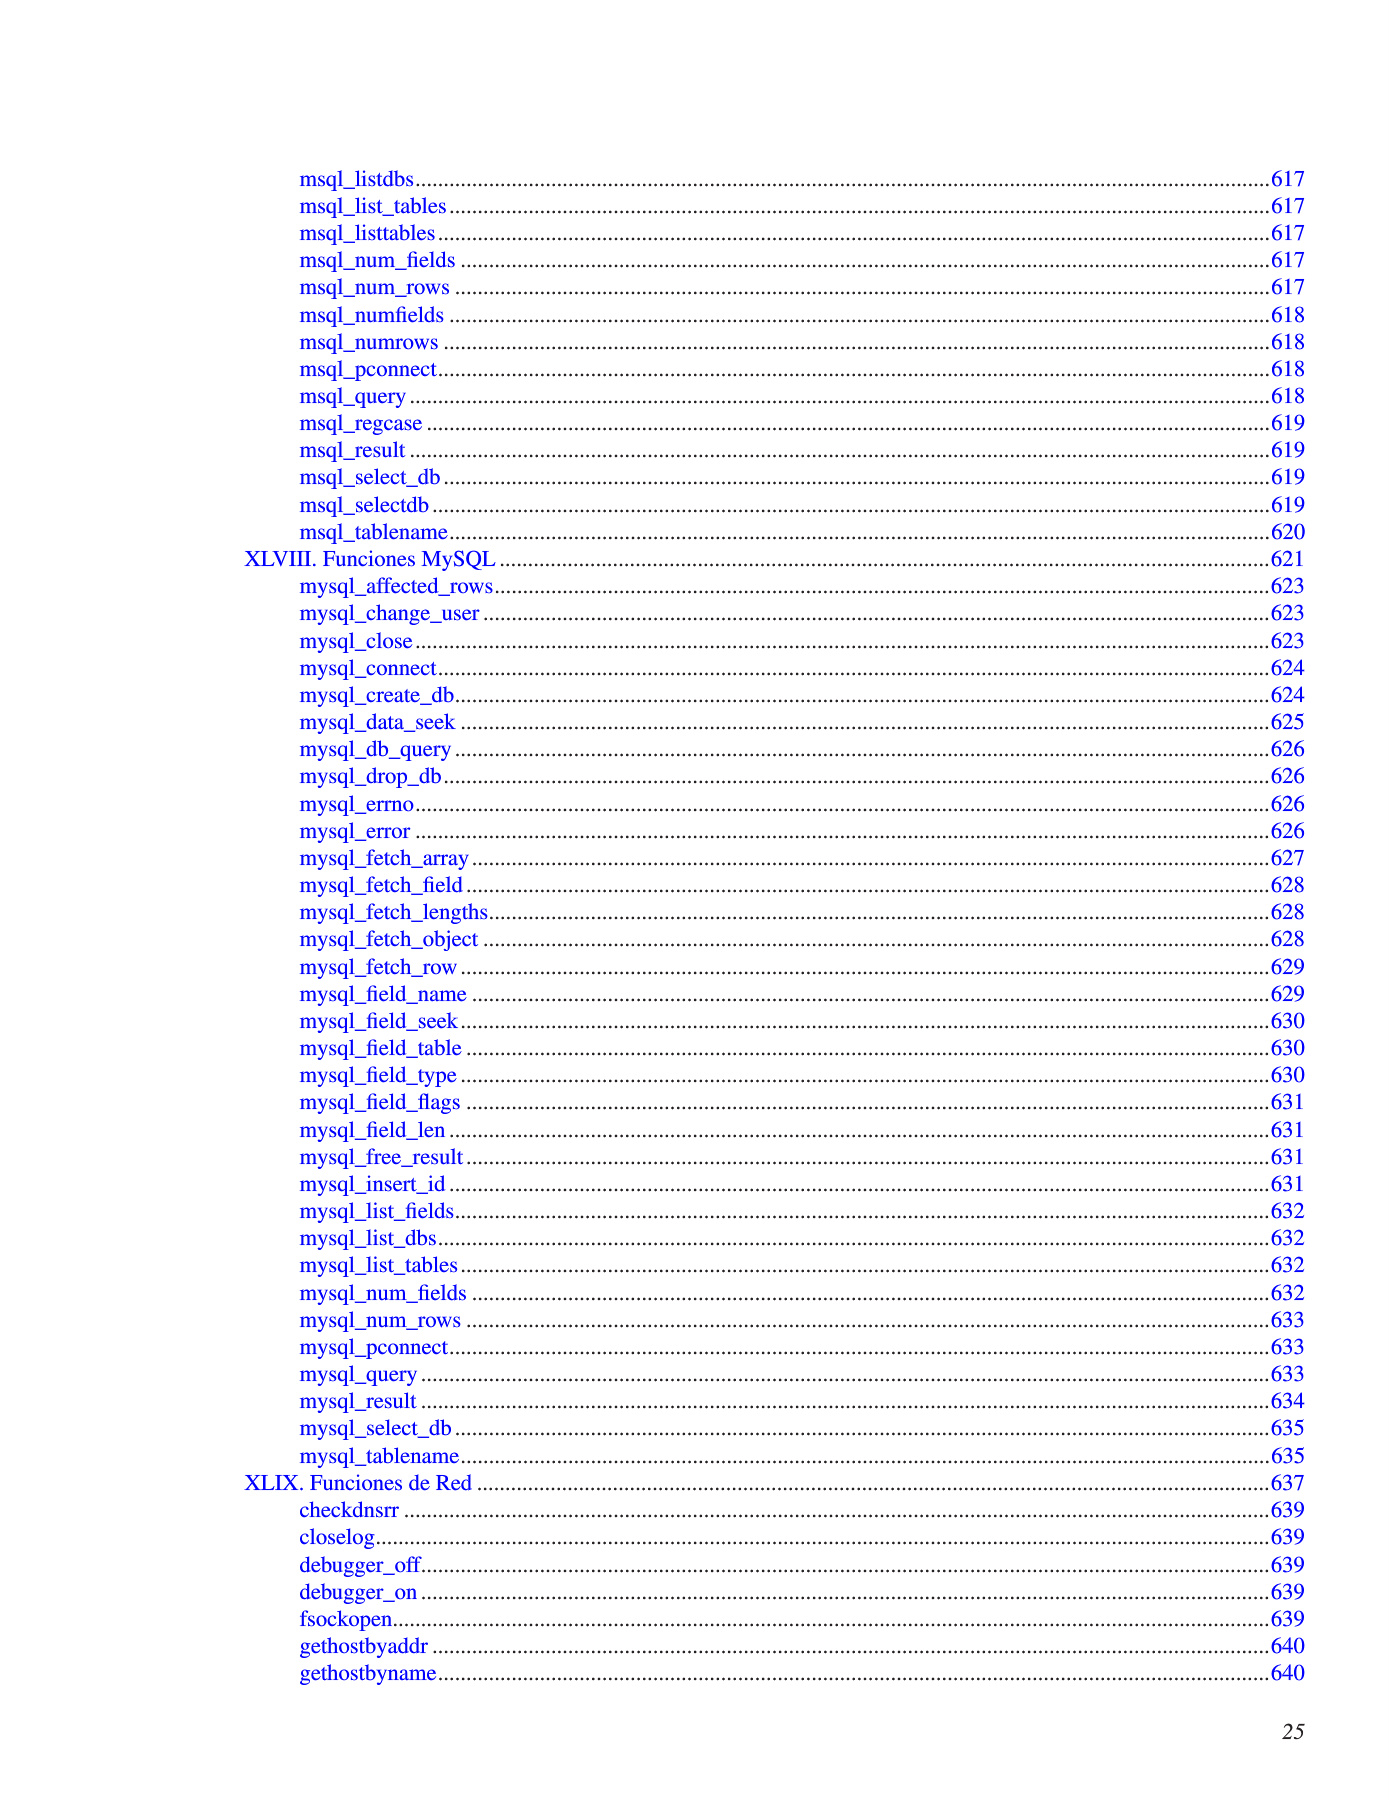 msql_listdbs....................617
msql_list_tables....................617
msql_listtables....................617
msql_num_fields ....................617
msql_num_rows ....................617
msql_numfields ....................618
msql_numrows ....................618
msql_pconnect....................618
msql_query ....................618
msql_regcase ....................619
msql_result ....................619
msql_select_db ....................619
msql_selectdb ....................619
msql_tablename....................620
XLVIII. Funciones MySQL ....................621
mysql_affected_rows....................623
mysql_change_user ....................623
mysql_close ....................623
mysql_connect....................624
mysql_create_db....................624
mysql_data_seek ....................625
mysql_db_query ....................626
mysql_drop_db....................626
mysql_errno....................626
mysql_error ....................626
mysql_fetch_array ....................627
mysql_fetch_field ....................628
mysql_fetch_lengths....................628
mysql_fetch_object ....................628
mysql_fetch_row ....................629
mysql_field_name ....................629
mysql_field_seek ....................630
mysql_field_table ....................630
mysql_field_type ....................630
mysql_field_flags ....................631
mysql_field_len ....................631
mysql_free_result ....................631
mysql_insert_id ....................631
mysql_list_fields....................632
mysql_list_dbs....................632
mysql_list_tables ....................632
mysql_num_fields ....................632
mysql_num_rows ....................633
mysql_pconnect....................633
mysql_query ....................633
mysql_result ....................634
mysql_select_db ....................635
mysql_tablename....................635
XLIX. Funciones de Red ....................637
checkdnsrr ....................639
closelog....................639
debugger_off....................639
debugger_on ....................639
fsockopen....................639
gethostbyaddr ....................640
gethostbyname....................640
25